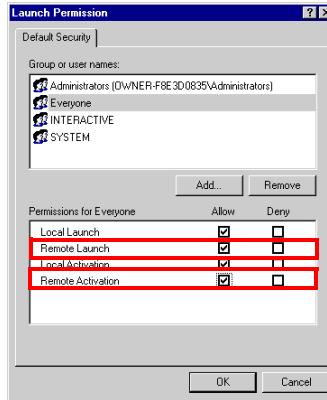 Launch Permission
Default Security
Group or user names:
Administrators (OWNER-F8E3D0835\Administrators)
Everyone
INTERACTIVE
SYSTEM
Add...
Remove
Permissions for Everyone Allow Deny
Local Launch
Remote Launch
Local Activation
Remote Activation
OK
Cancel